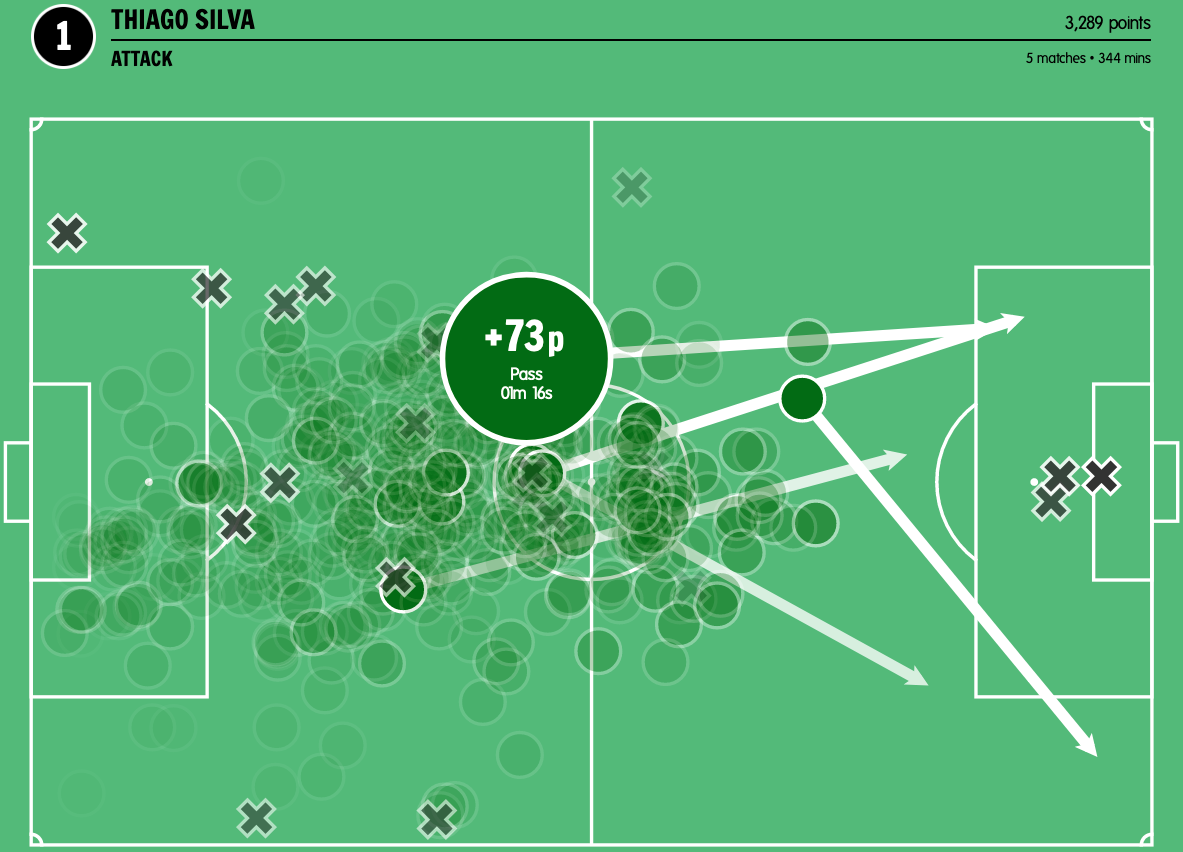 1
THIAGO SILVA
3,289 points
ATTACK
5 matches • 344 mins
+73p
Pass
01m 16s